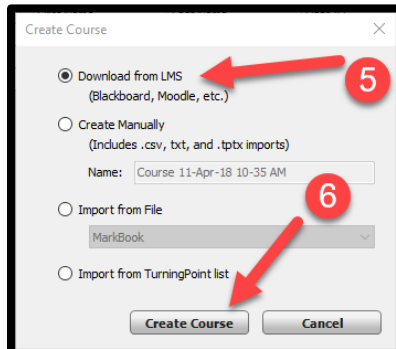 Create Course
Download from LMS
(Blackboard, Moodle, etc.)
5
Create Manually
(Includes .csv, txt, and .tptx imports)
Name: Course 11-Apr-18 10-35 AM
6
Import from File
MarkBook
Import from TurningPoint list
Create Course Cancel